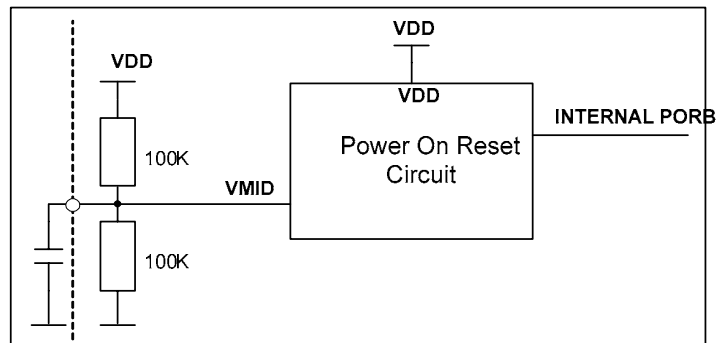 VDD
VDD
VDD
INTERNAL PORB
Power On Reset
Circuit
100K
VMID
100K